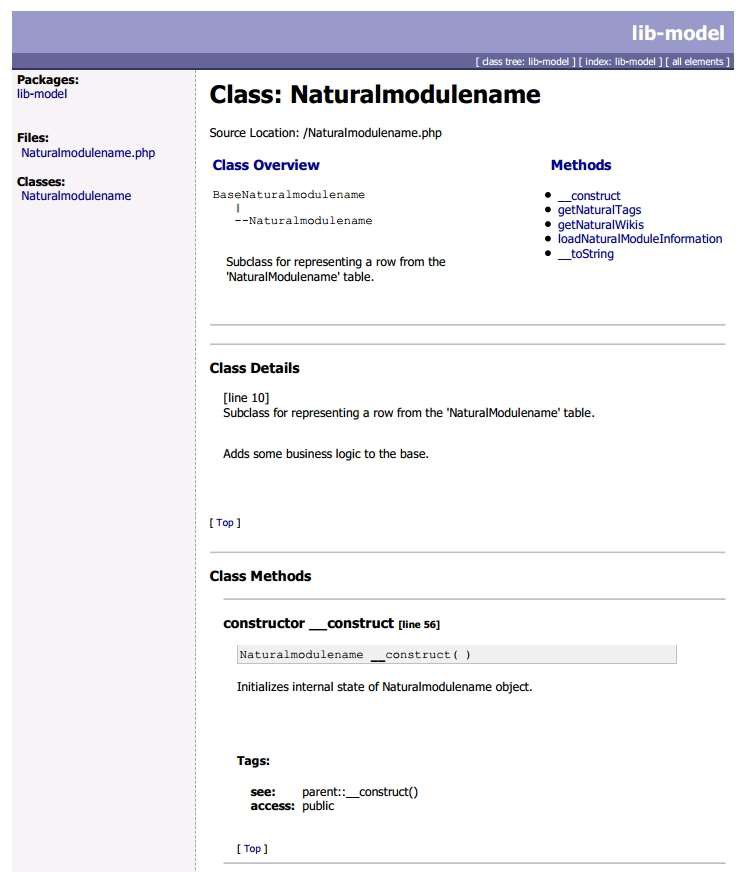 lib-model
[ class tree: lib-model ] [ index: lib-model ] [ all elements ]
Packages:
lib-model
Files:
Naturalmodulename.php
Classes:
Naturalmodulename
Class: Naturalmodulename
Source Location: /Naturalmodulename.php
Class Overview
BaseNaturalmodulename
|
--Naturalmodulename
Subclass for representing a row from the
'NaturalModulename' table.
Methods
__construct
getNaturalTags
getNaturalWikis
loadNaturalModuleInformation
__toString
Class Details
[line 10]
Subclass for representing a row from the 'NaturalModulename' table.
Adds some business logic to the base.
[ Top ]
Class Methods
constructor __construct [line 56]
Naturalmodulename __construct( )
Initializes internal state of Naturalmodulename object.
Tags:
see: parent::__construct()
access: public
[ Top ]